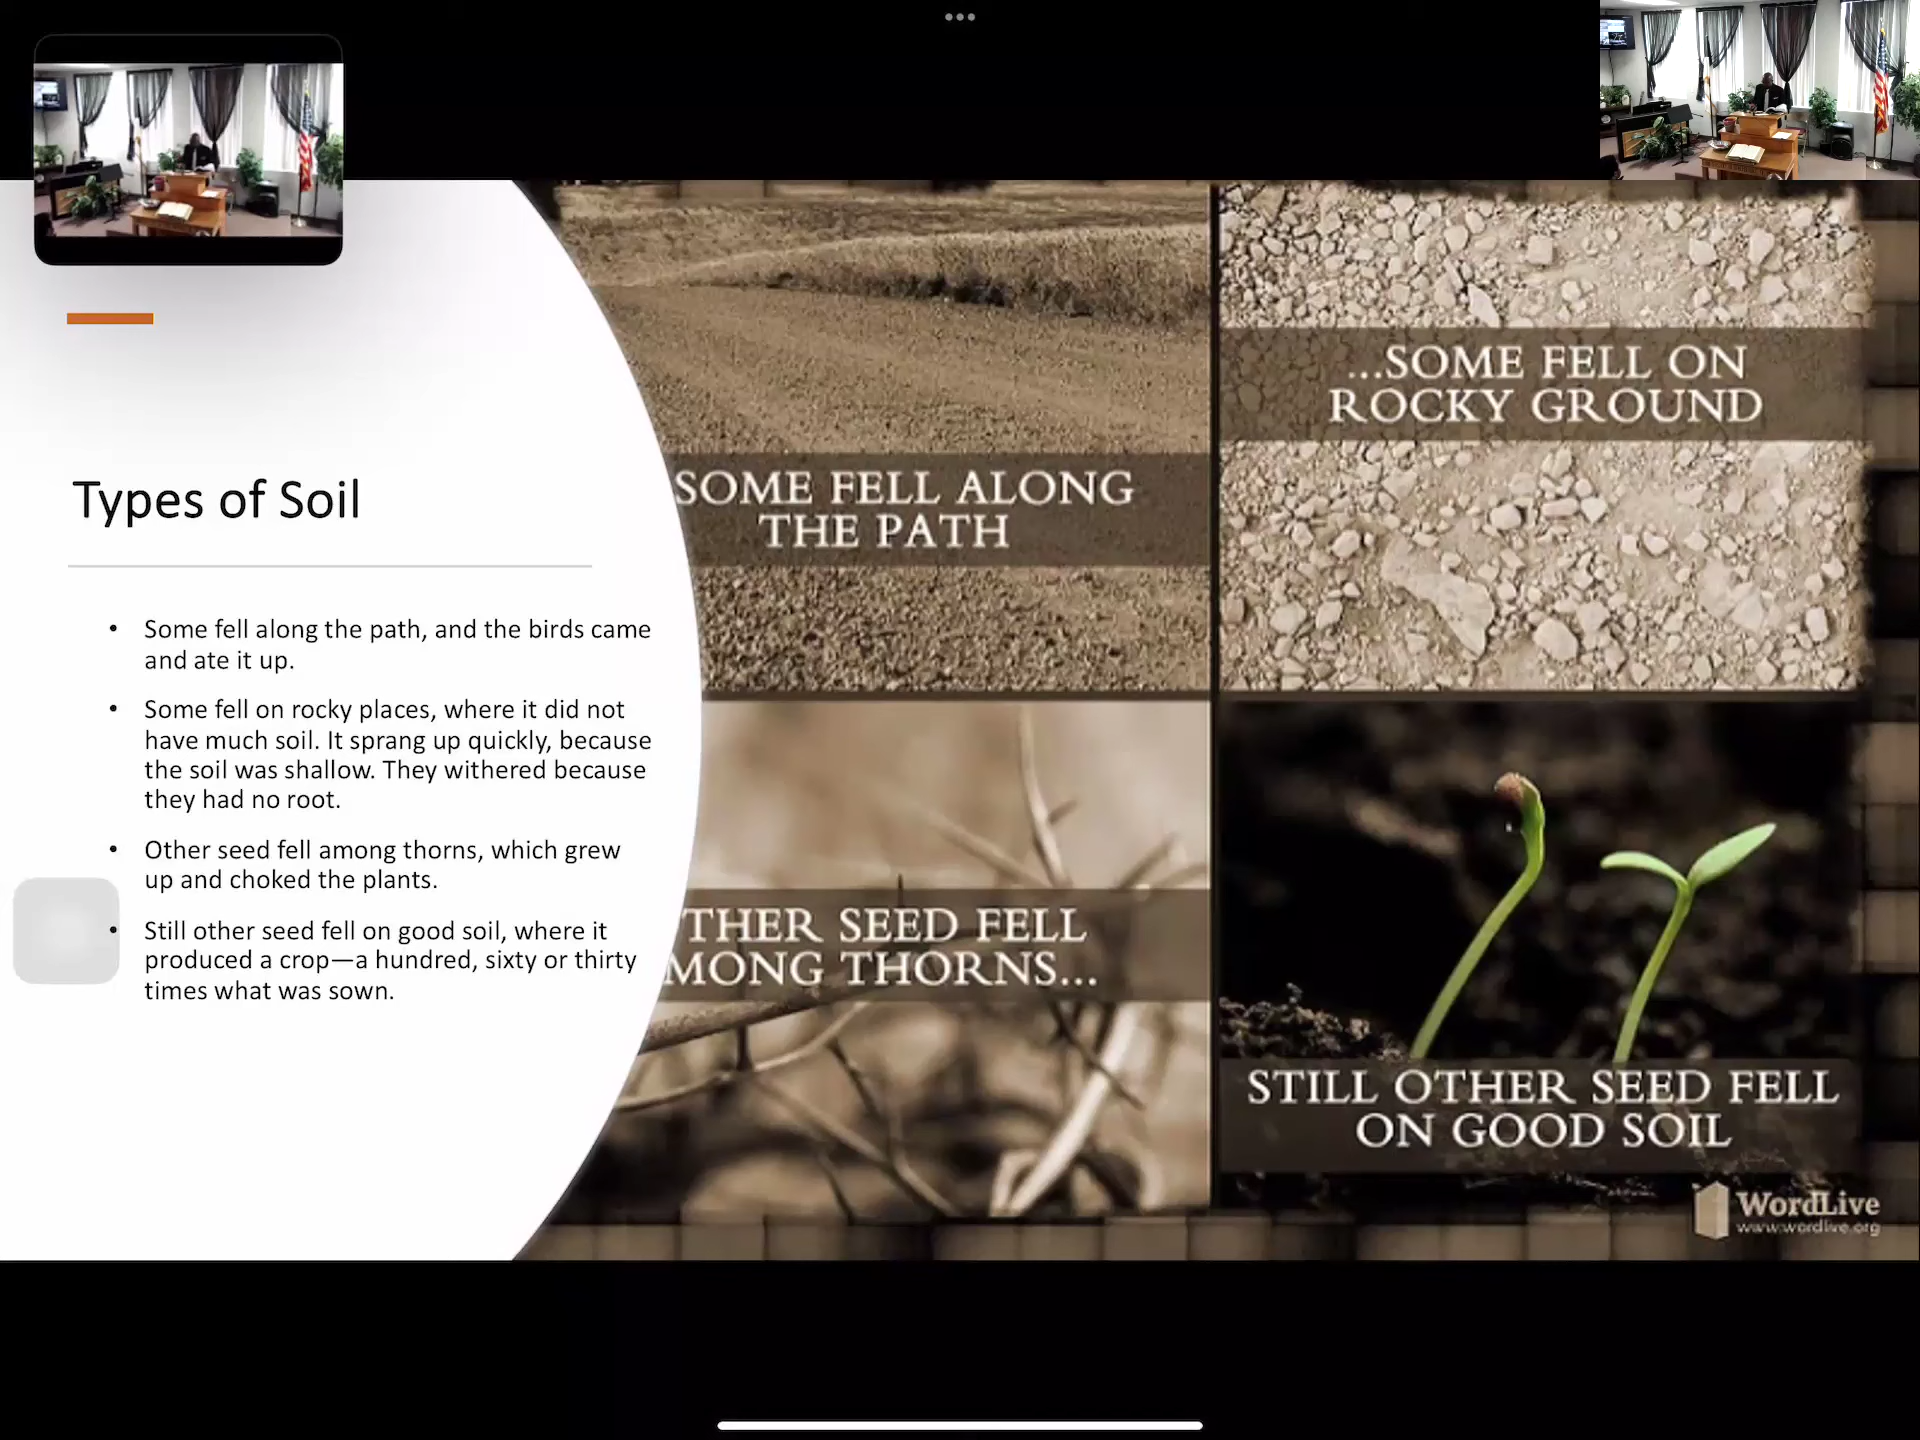 Types of Soil
• Some fell along the path, and the birds came
and ate it up.
• Some fell on rocky places, where it did not
have much soil. It sprang up quickly, because
the soil was shallow. They withered because
they had no root.
• Other seed fell among thorns, which grew
up and choked the plants.
• Still other seed fell on good soil, where it
produced a crop—a hundred, sixty or thirty
times what was sown.
SOME FELL ALONG
THE PATH
...SOME FELL ON
ROCKY GROUND
THER SEED FELL
MONG THORNS...
STILL OTHER SEED FELL
ON GOOD SOIL
WordLive
www.wordlive.org